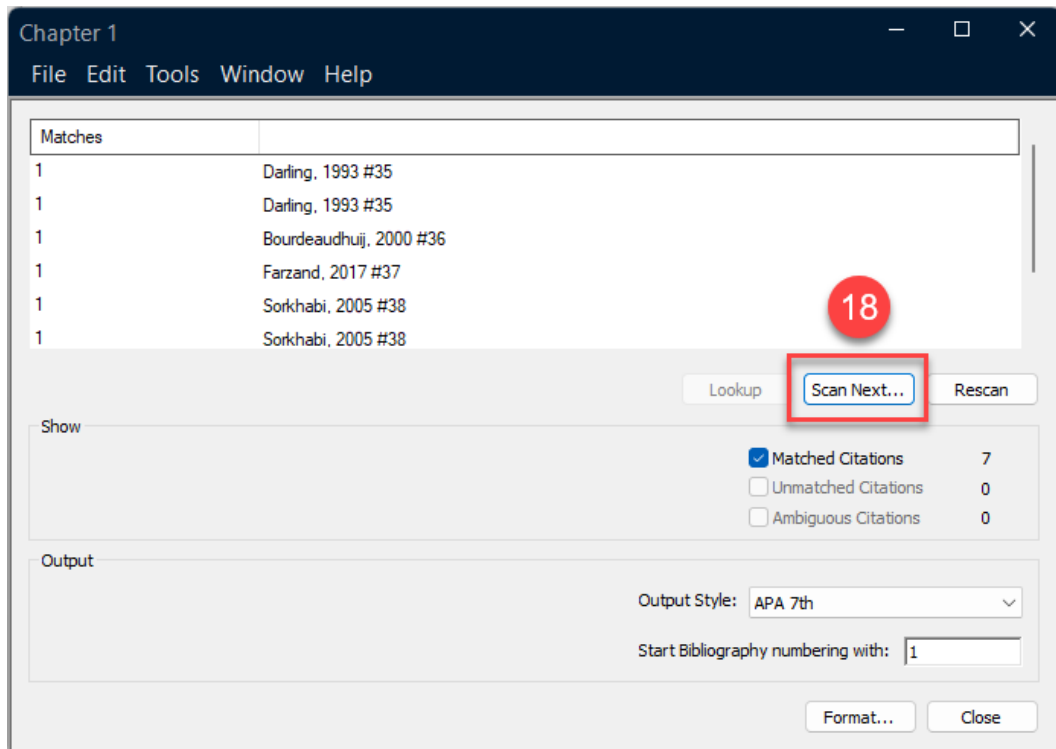 Chapter 1
File Edit Tools Window Help
Matches
1 Darling, 1993 #35
1 Darling, 1993 #35
1 Bourdeaudhuij, 2000 #36
1 Farzand, 2017 #37
1 Sorkhabi, 2005 #38
1 Sorkhabi, 2005 #38
18
Lookup Scan Next... Rescan
Show
Matched Citations 7
Unmatched Citations 0
Ambiguous Citations 0
Output
Output Style: APA 7th
Start Bibliography numbering with: 1
Format... Close